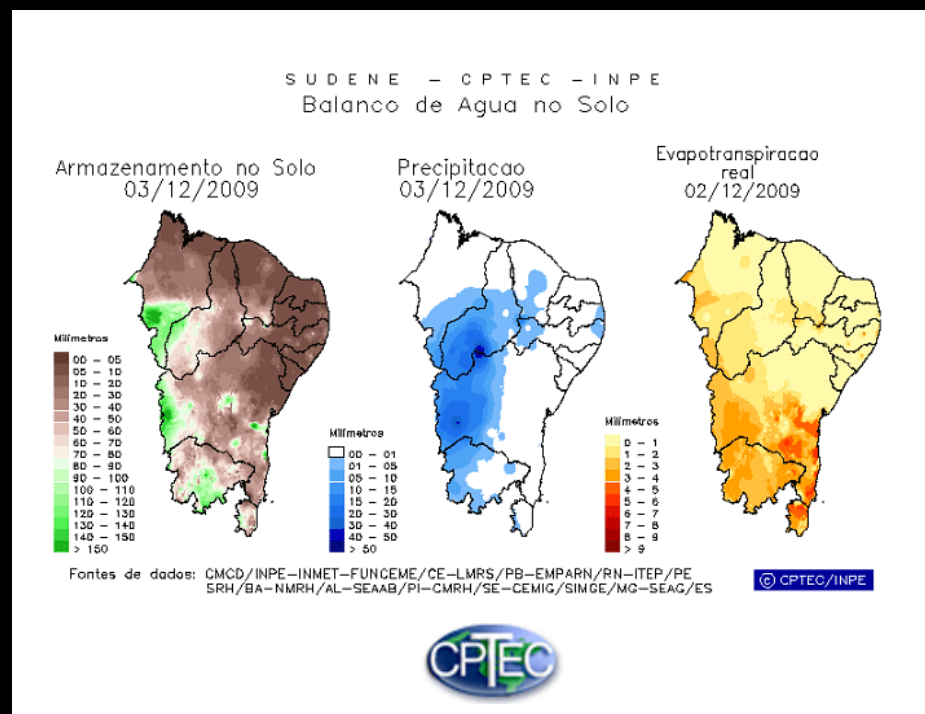 SUDENE - CPTEC - INPE
Balanco de Agua no Solo
Armazenamento no Solo
03/12/2009
Precipitacao
03/12/2009
Evapotranspiracao
real
02/12/2009
Milímetros
00 - 05
05 - 10
10 - 20
20 - 30
30 - 40
40 - 50
50 - 60
60 - 70
70 - 80
80 - 90
90 - 100
100 - 110
110 - 120
120 - 130
130 - 140
140 - 150
> 150
Milímetros
00 - 01
01 - 05
05 - 10
10 - 15
15 - 20
20 - 30
30 - 40
40 - 50
> 50
Milímetros
0 - 1
1 - 2
2 - 3
3 - 4
4 - 5
5 - 6
6 - 7
7 - 8
8 - 9
> 9
Fontes de dados: CMCD/INPE-INMET-FUNCEME/CE-LMRS/PB-EMPARN/RN-ITEP/PE
SRH/BA-NMRH/AL-SEAAB/PI-CMRH/SE-CEMIG/SIMGE/MG-SEAG/ES
© CPTEC/INPE
CPTEC